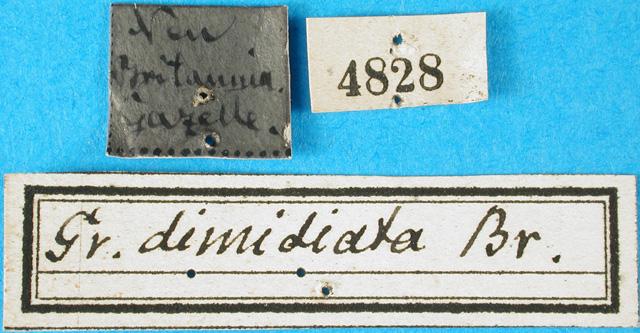 Neu
Britannia.
Gazelle.
4828
Gr. dimidiata Br.